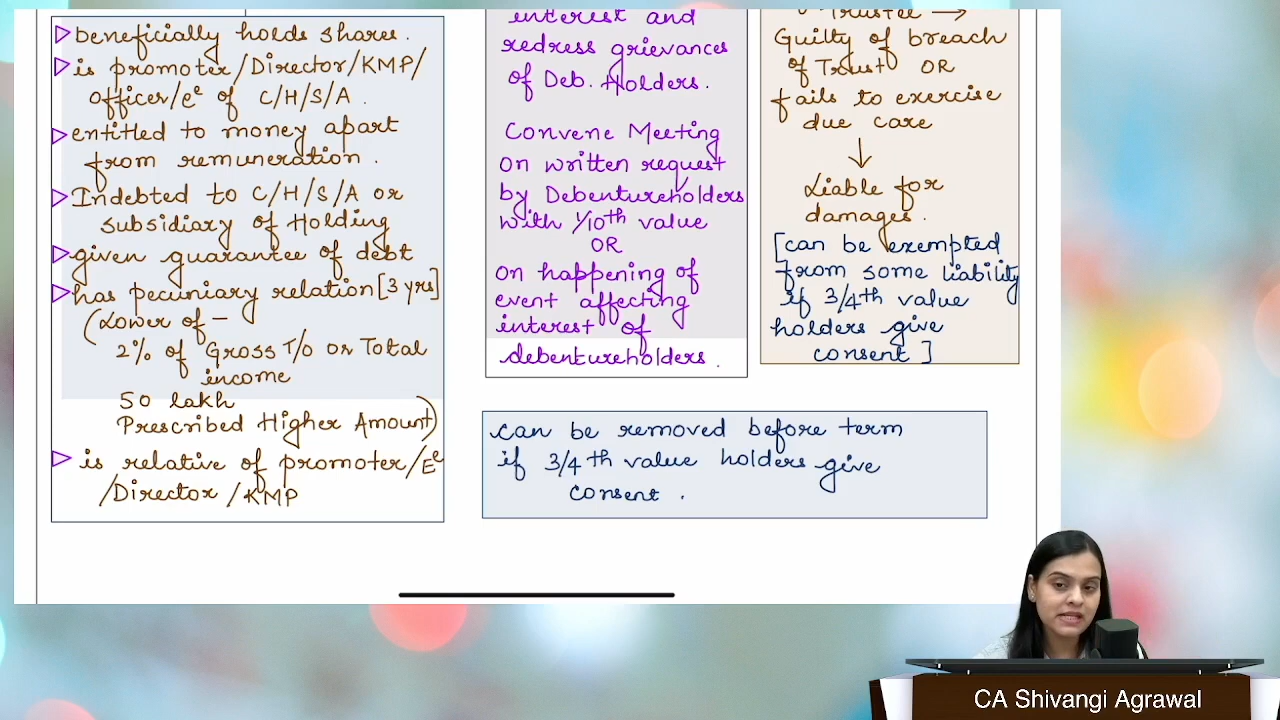 beneficially holds shares.
is promoter/Director/KMP/
officer/Eᵉ of C/H/S/A.
entitled to money apart
from remuneration.
Indebted to C/H/S/A or
subsidiary of Holding
given guarantee of debt
has pecuniary relation [3 yrs]
(Lower of -
2% of Gross T/O or Total
income
50 lakh
Prescribed Higher Amount)
is relative of promoter/Eᵉ
/Director/KMP
interest and
redress grievances
of Deb. Holders.
Convene Meeting
on written request
by Debentureholders
with 1/10th value
OR
on happening of
event affecting
interest of
debentureholders.
Trustee →
Guilty of breach
of Trust OR
fails to exercise
due care
↓
Liable for
damages.
[can be exempted
from some liability
if 3/4th value
holders give
consent]
can be removed before term
if 3/4th value holders give
consent.
CA Shivangi Agrawal